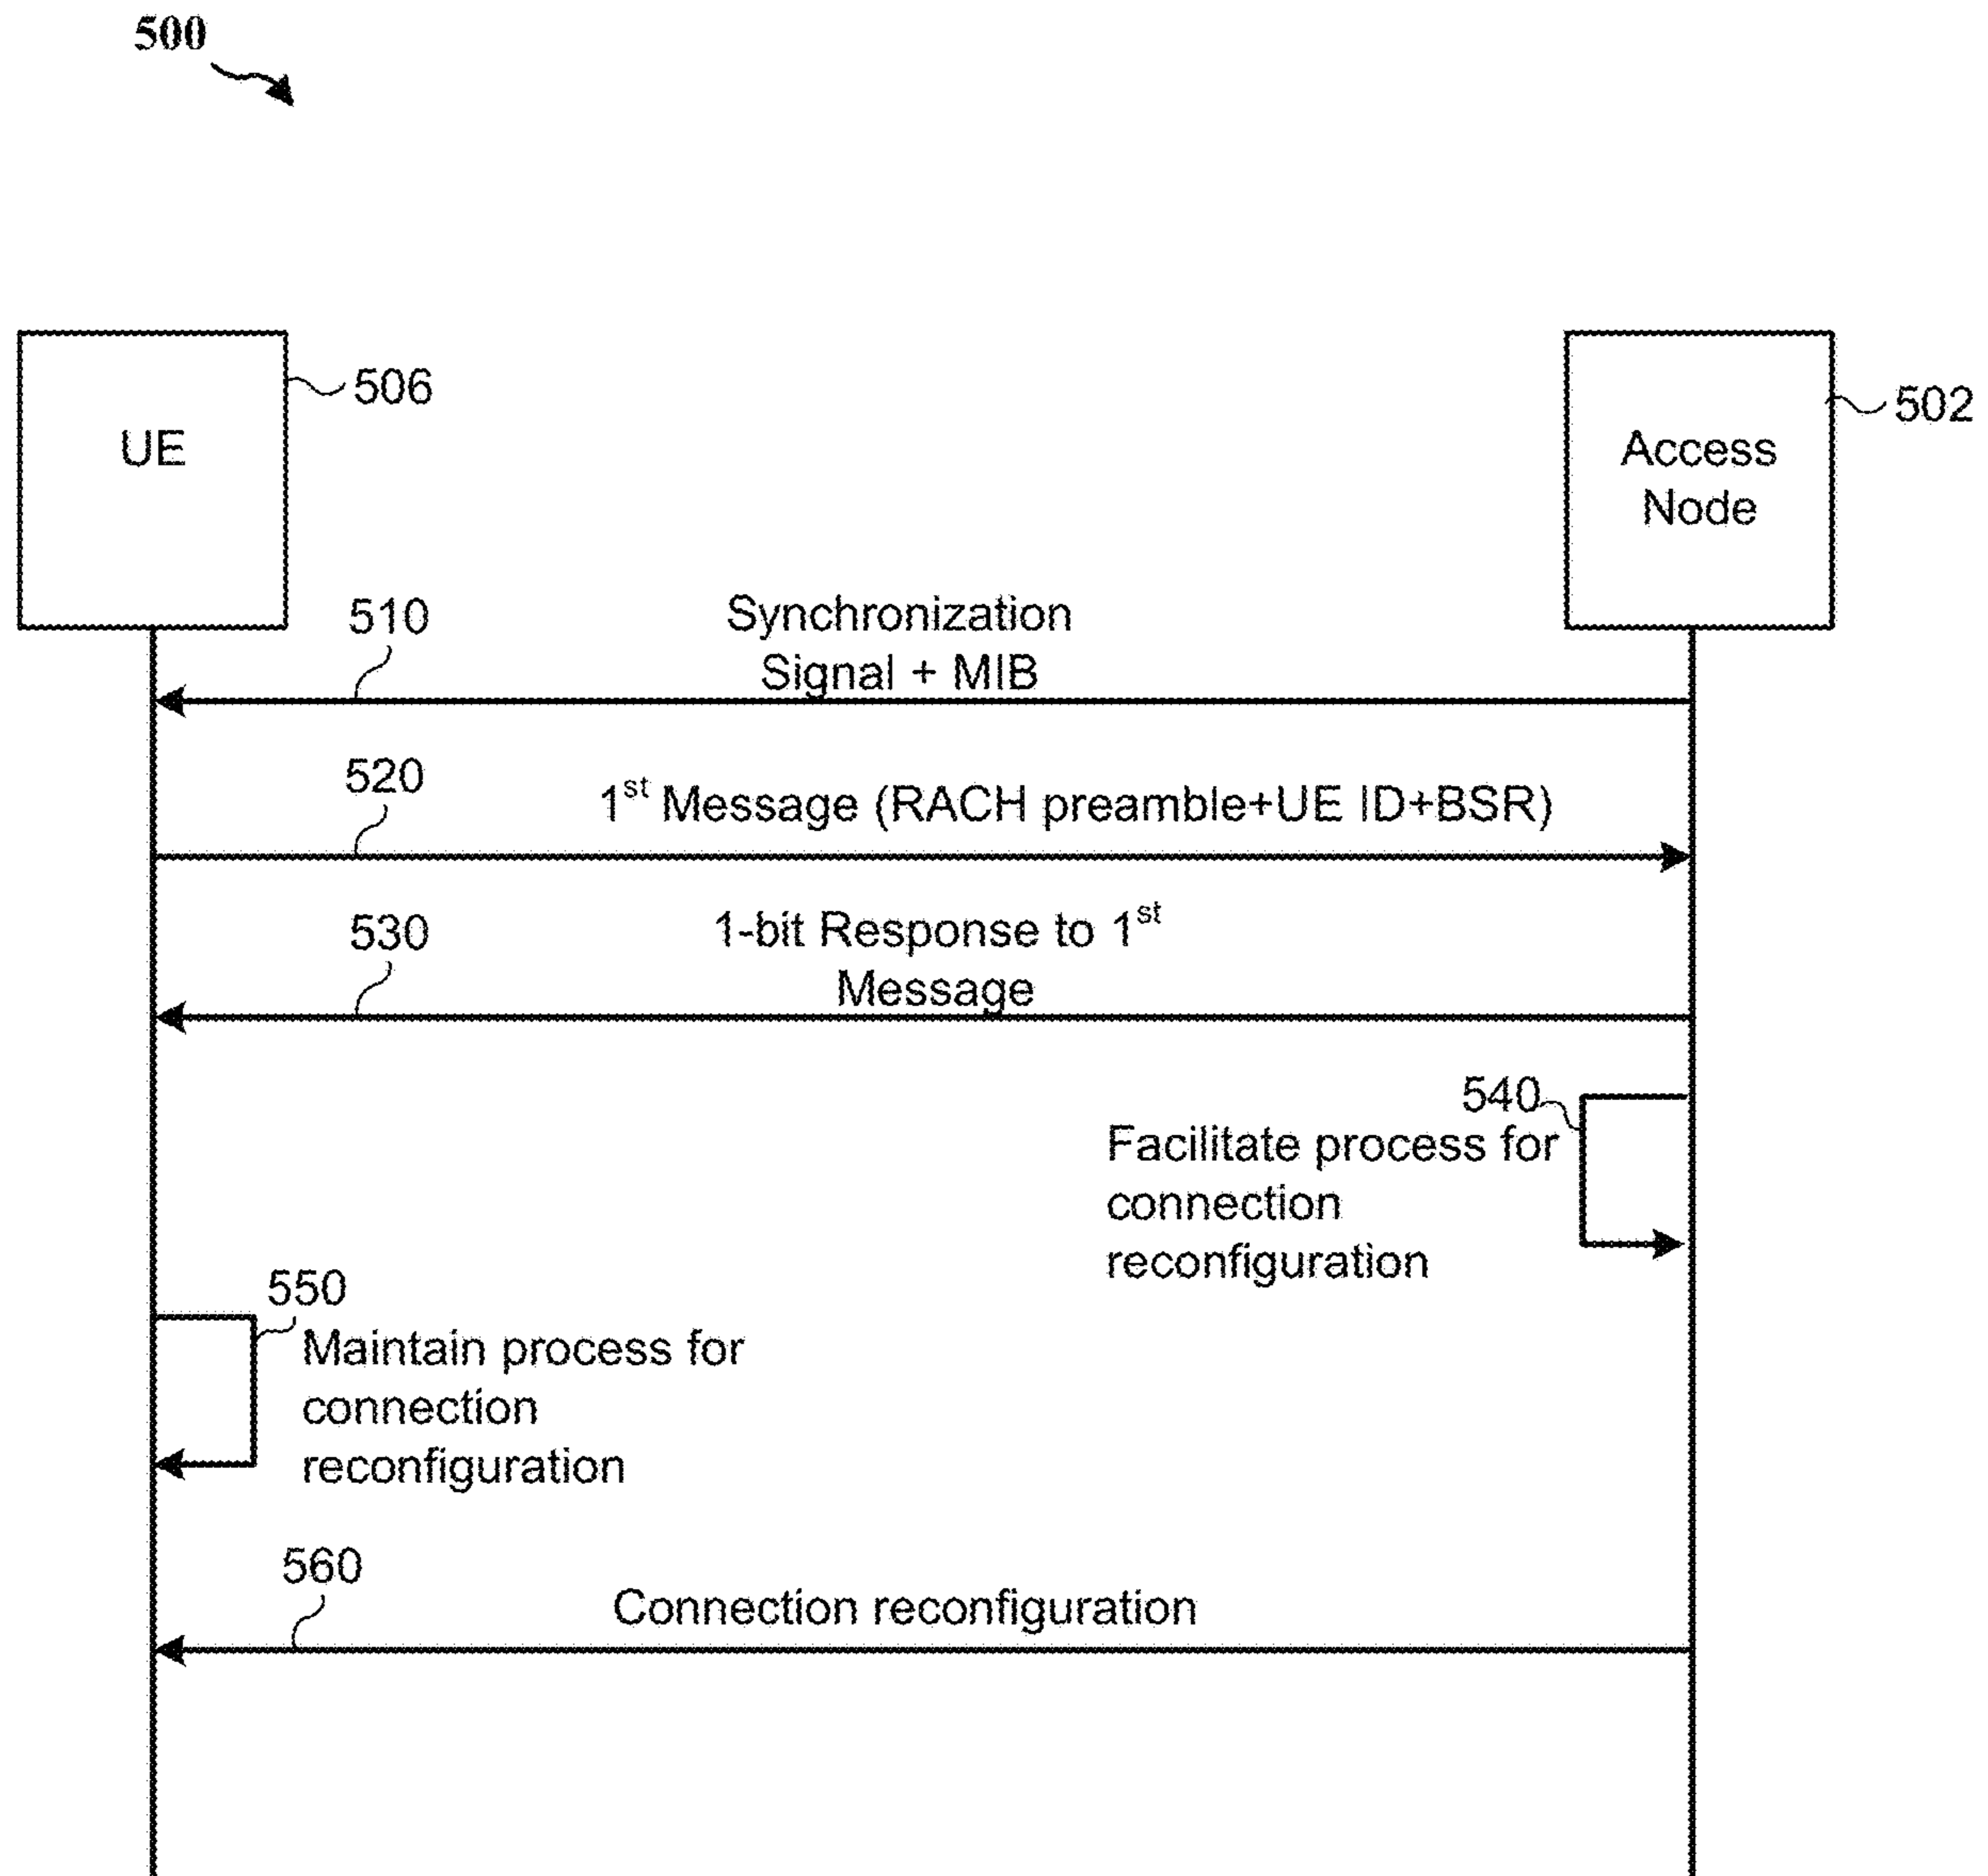 500
UE
506
Access
Node
502
510
Synchronization
Signal + MIB
520
1st Message (RACH preamble+UE ID+BSR)
530
1-bit Response to 1st
Message
540
Facilitate process for
connection
reconfiguration
550
Maintain process for
connection
reconfiguration
560
Connection reconfiguration